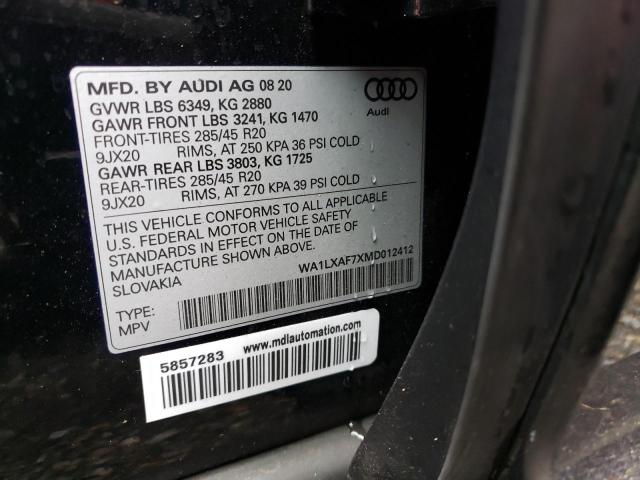 MFD. BY AUDI AG 08 20
GVWR LBS 6349, KG 2880
GAWR FRONT LBS 3241, KG 1470
FRONT-TIRES 285/45 R20
9JX20 RIMS, AT 250 KPA 36 PSI COLD
GAWR REAR LBS 3803, KG 1725
REAR-TIRES 285/45 R20
9JX20 RIMS, AT 270 KPA 39 PSI COLD
Audi
THIS VEHICLE CONFORMS TO ALL APPLICABLE
U.S. FEDERAL MOTOR VEHICLE SAFETY
STANDARDS IN EFFECT ON THE DATE OF
MANUFACTURE SHOWN ABOVE.
SLOVAKIA
WA1LXAF7XMD012412
TYPE:
MPV
5857283 www.mdlautomation.com